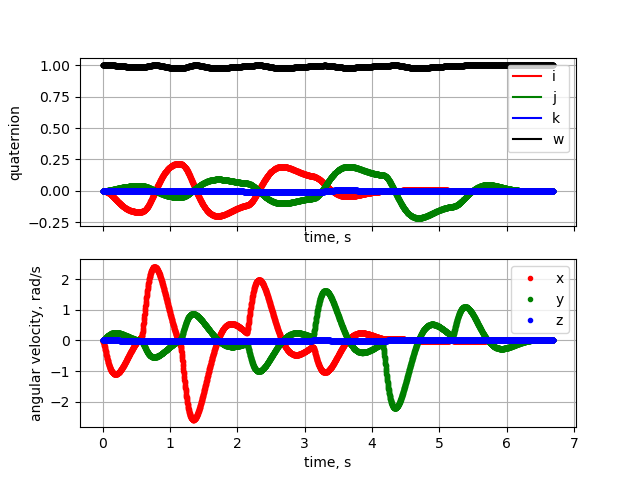 1.00
0.75
0.50
0.25
0.00
−0.25
quaternion
i
j
k
w
time, s
2
1
0
−1
−2
angular velocity, rad/s
x
y
z
0 1 2 3 4 5 6 7
time, s